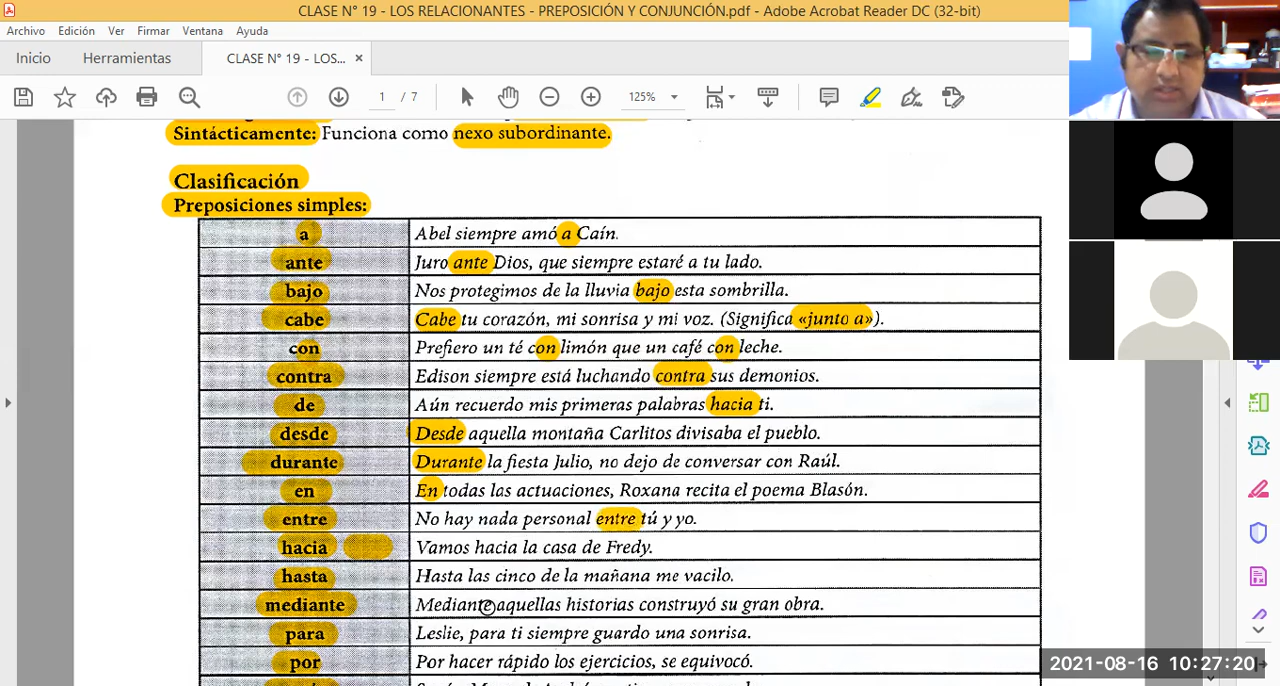 CLASE N° 19 - LOS RELACIONANTES - PREPOSICIÓN Y CONJUNCIÓN.pdf - Adobe Acrobat Reader DC (32-bit)
Archivo Edición Ver Firmar Ventana Ayuda
Inicio Herramientas CLASE N° 19 - LOS... ×
1 / 7 125%
Sintácticamente: Funciona como nexo subordinante.
Clasificación
Preposiciones simples:
a Abel siempre amó a Caín.
ante Juro ante Dios, que siempre estaré a tu lado.
bajo Nos protegimos de la lluvia bajo esta sombrilla.
cabe Cabe tu corazón, mi sonrisa y mi voz. (Significa «junto a»).
con Prefiero un té con limón que un café con leche.
contra Edison siempre está luchando contra sus demonios.
de Aún recuerdo mis primeras palabras hacia ti.
desde Desde aquella montaña Carlitos divisaba el pueblo.
durante Durante la fiesta Julio, no dejo de conversar con Raúl.
en En todas las actuaciones, Roxana recita el poema Blasón.
entre No hay nada personal entre tú y yo.
hacia Vamos hacia la casa de Fredy.
hasta Hasta las cinco de la mañana me vacilo.
mediante Mediante aquellas historias construyó su gran obra.
para Leslie, para ti siempre guardo una sonrisa.
por Por hacer rápido los ejercicios, se equivocó.
2021-08-16 10:27:20